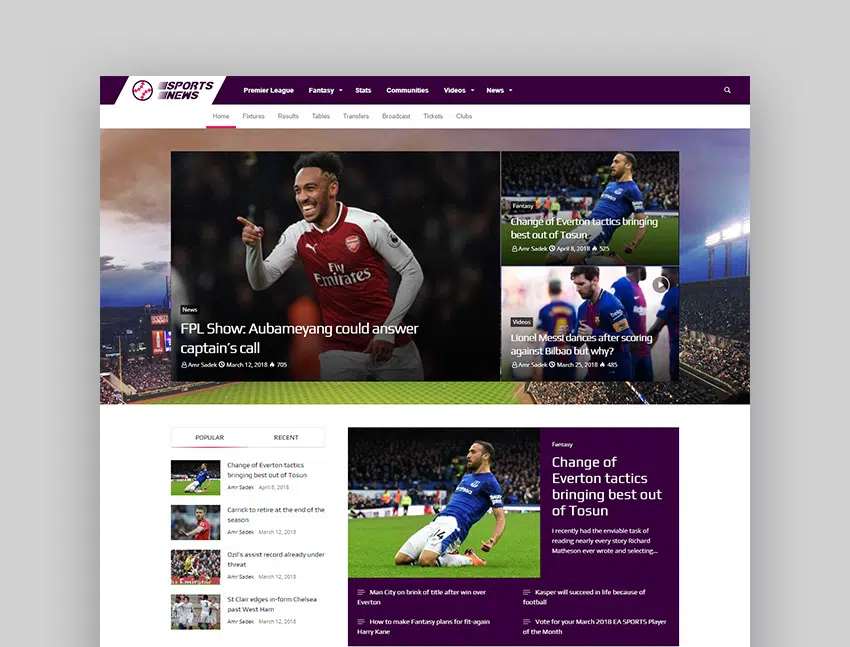 SPORTS
NEWS
Premier League Fantasy Stats Communities Videos News
Home Fixtures Results Tables Transfers Broadcast Tickets Clubs
Fly
Emirates
News
FPL Show: Aubameyang could answer
captain's call
Amr Sadek March 12, 2018 705
Fantasy
Change of Everton tactics bringing
best out of Tosun
Amr Sadek April 8, 2018 525
Videos
Lionel Messi dances after scoring
against Bilbao but why?
Amr Sadek March 25, 2018 485
POPULAR RECENT
Change of Everton tactics
bringing best out of Tosun
Amr Sadek April 8, 2018
Carrick to retire at the end of the
season
Amr Sadek March 12, 2018
Ozil's assist record already under
threat
Amr Sadek March 12, 2018
St Clair edges in-form Chelsea
past West Ham
Amr Sadek March 12, 2018
14
Fantasy
Change of
Everton tactics
bringing best out
of Tosun
I recently had the enviable task of
reading nearly every story Richard
Matheson ever wrote and selecting...
Man City on brink of title after win over
Everton
Kasper will succeed in life because of
football
How to make Fantasy plans for fit-again
Harry Kane
Vote for your March 2018 EA SPORTS Player
of the Month